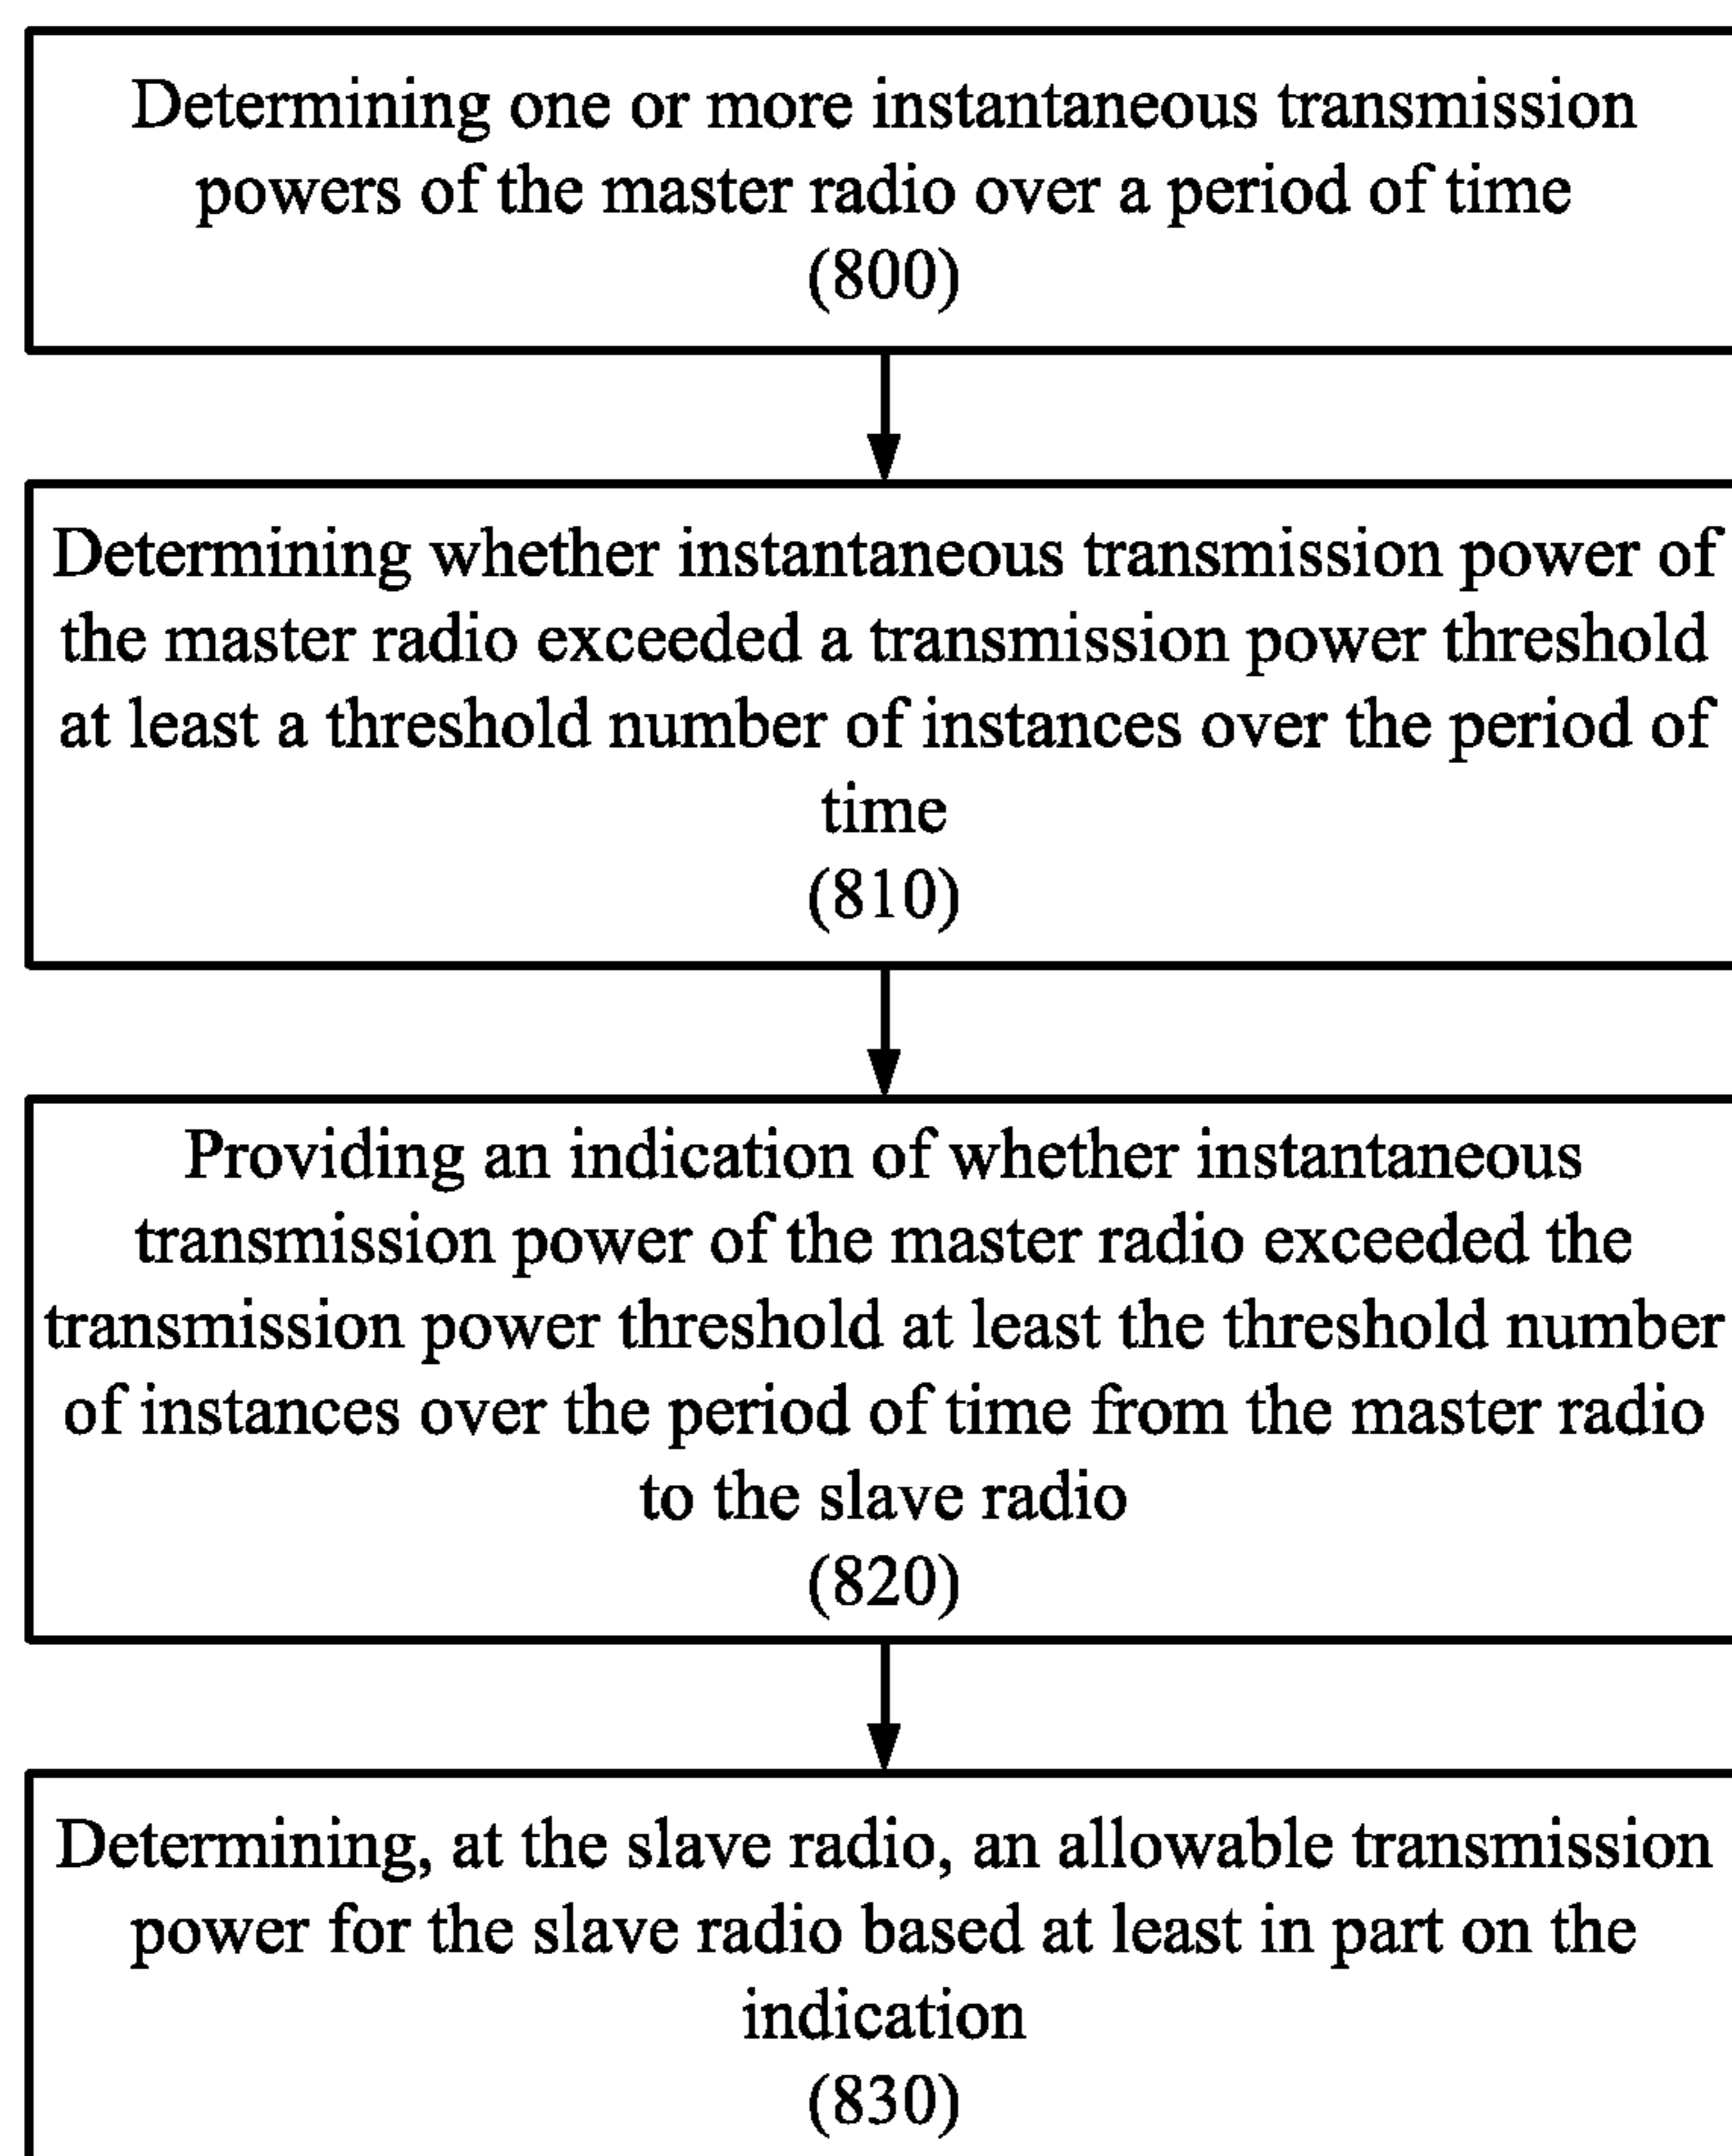 Determining one or more instantaneous transmission
powers of the master radio over a period of time
(800)
Determining whether instantaneous transmission power of
the master radio exceeded a transmission power threshold
at least a threshold number of instances over the period of
time
(810)
Providing an indication of whether instantaneous
transmission power of the master radio exceeded the
transmission power threshold at least the threshold number
of instances over the period of time from the master radio
to the slave radio
(820)
Determining, at the slave radio, an allowable transmission
power for the slave radio based at least in part on the
indication
(830)